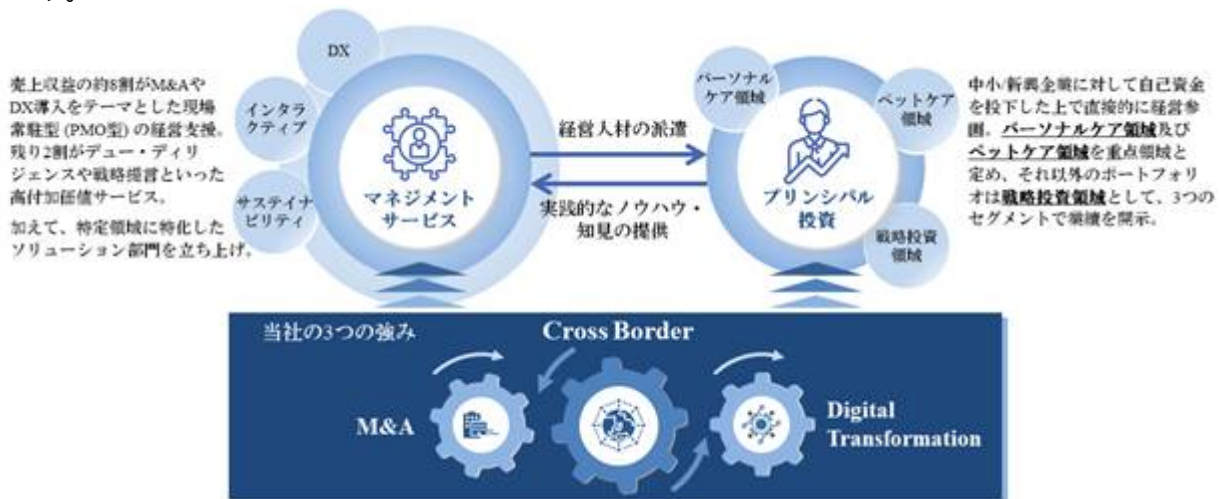 売上収益の約8割がM&Aや
DX導入をテーマとした現場
常駐型 (PMO型) の経営支援。
残り2割がデュー・ディリ
ジェンスや戦略提言といった
高付加価値サービス。
加えて、特定領域に特化した
ソリューション部門を立ち上げ。
DX
インタラ
クティブ
サステイナ
ビリティ
マネジメント
サービス
経営人材の派遣
実践的なノウハウ・
知見の提供
パーソナル
ケア領域
ペットケア
領域
プリンシパル
投資
戦略投資
領域
中小/新興企業に対して自己資金
を投下した上で直接的に経営参
画。パーソナルケア領域及び
ペットケア領域を重点領域と
定め、それ以外のポートフォリ
オは戦略投資領域として、3つの
セグメントで業績を開示。
当社の3つの強み
Cross Border
M&A
Digital
Transformation